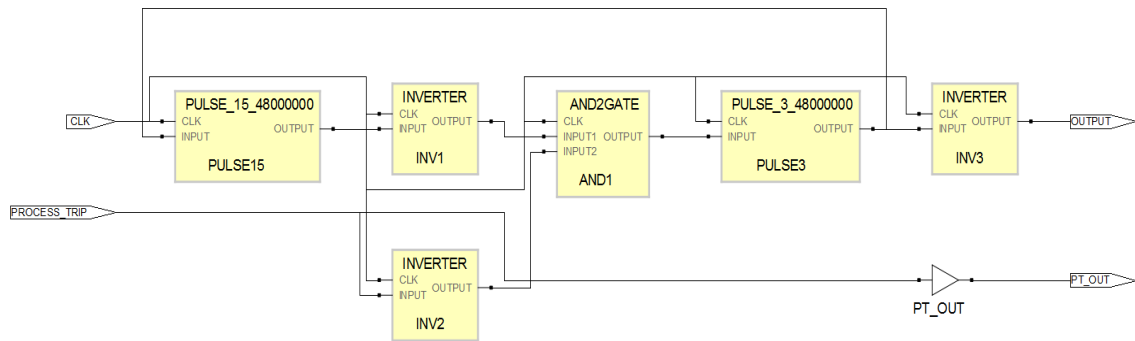 PULSE_15_48000000
CLK
INPUT
OUTPUT
PULSE15
INVERTER
CLK
INPUT
OUTPUT
INV1
AND2GATE
CLK
INPUT1
INPUT2
OUTPUT
AND1
PULSE_3_48000000
CLK
INPUT
OUTPUT
PULSE3
INVERTER
CLK
INPUT
OUTPUT
INV3
CLK
OUTPUT
PROCESS_TRIP
INVERTER
CLK
INPUT
OUTPUT
INV2
PT_OUT
PT_OUT